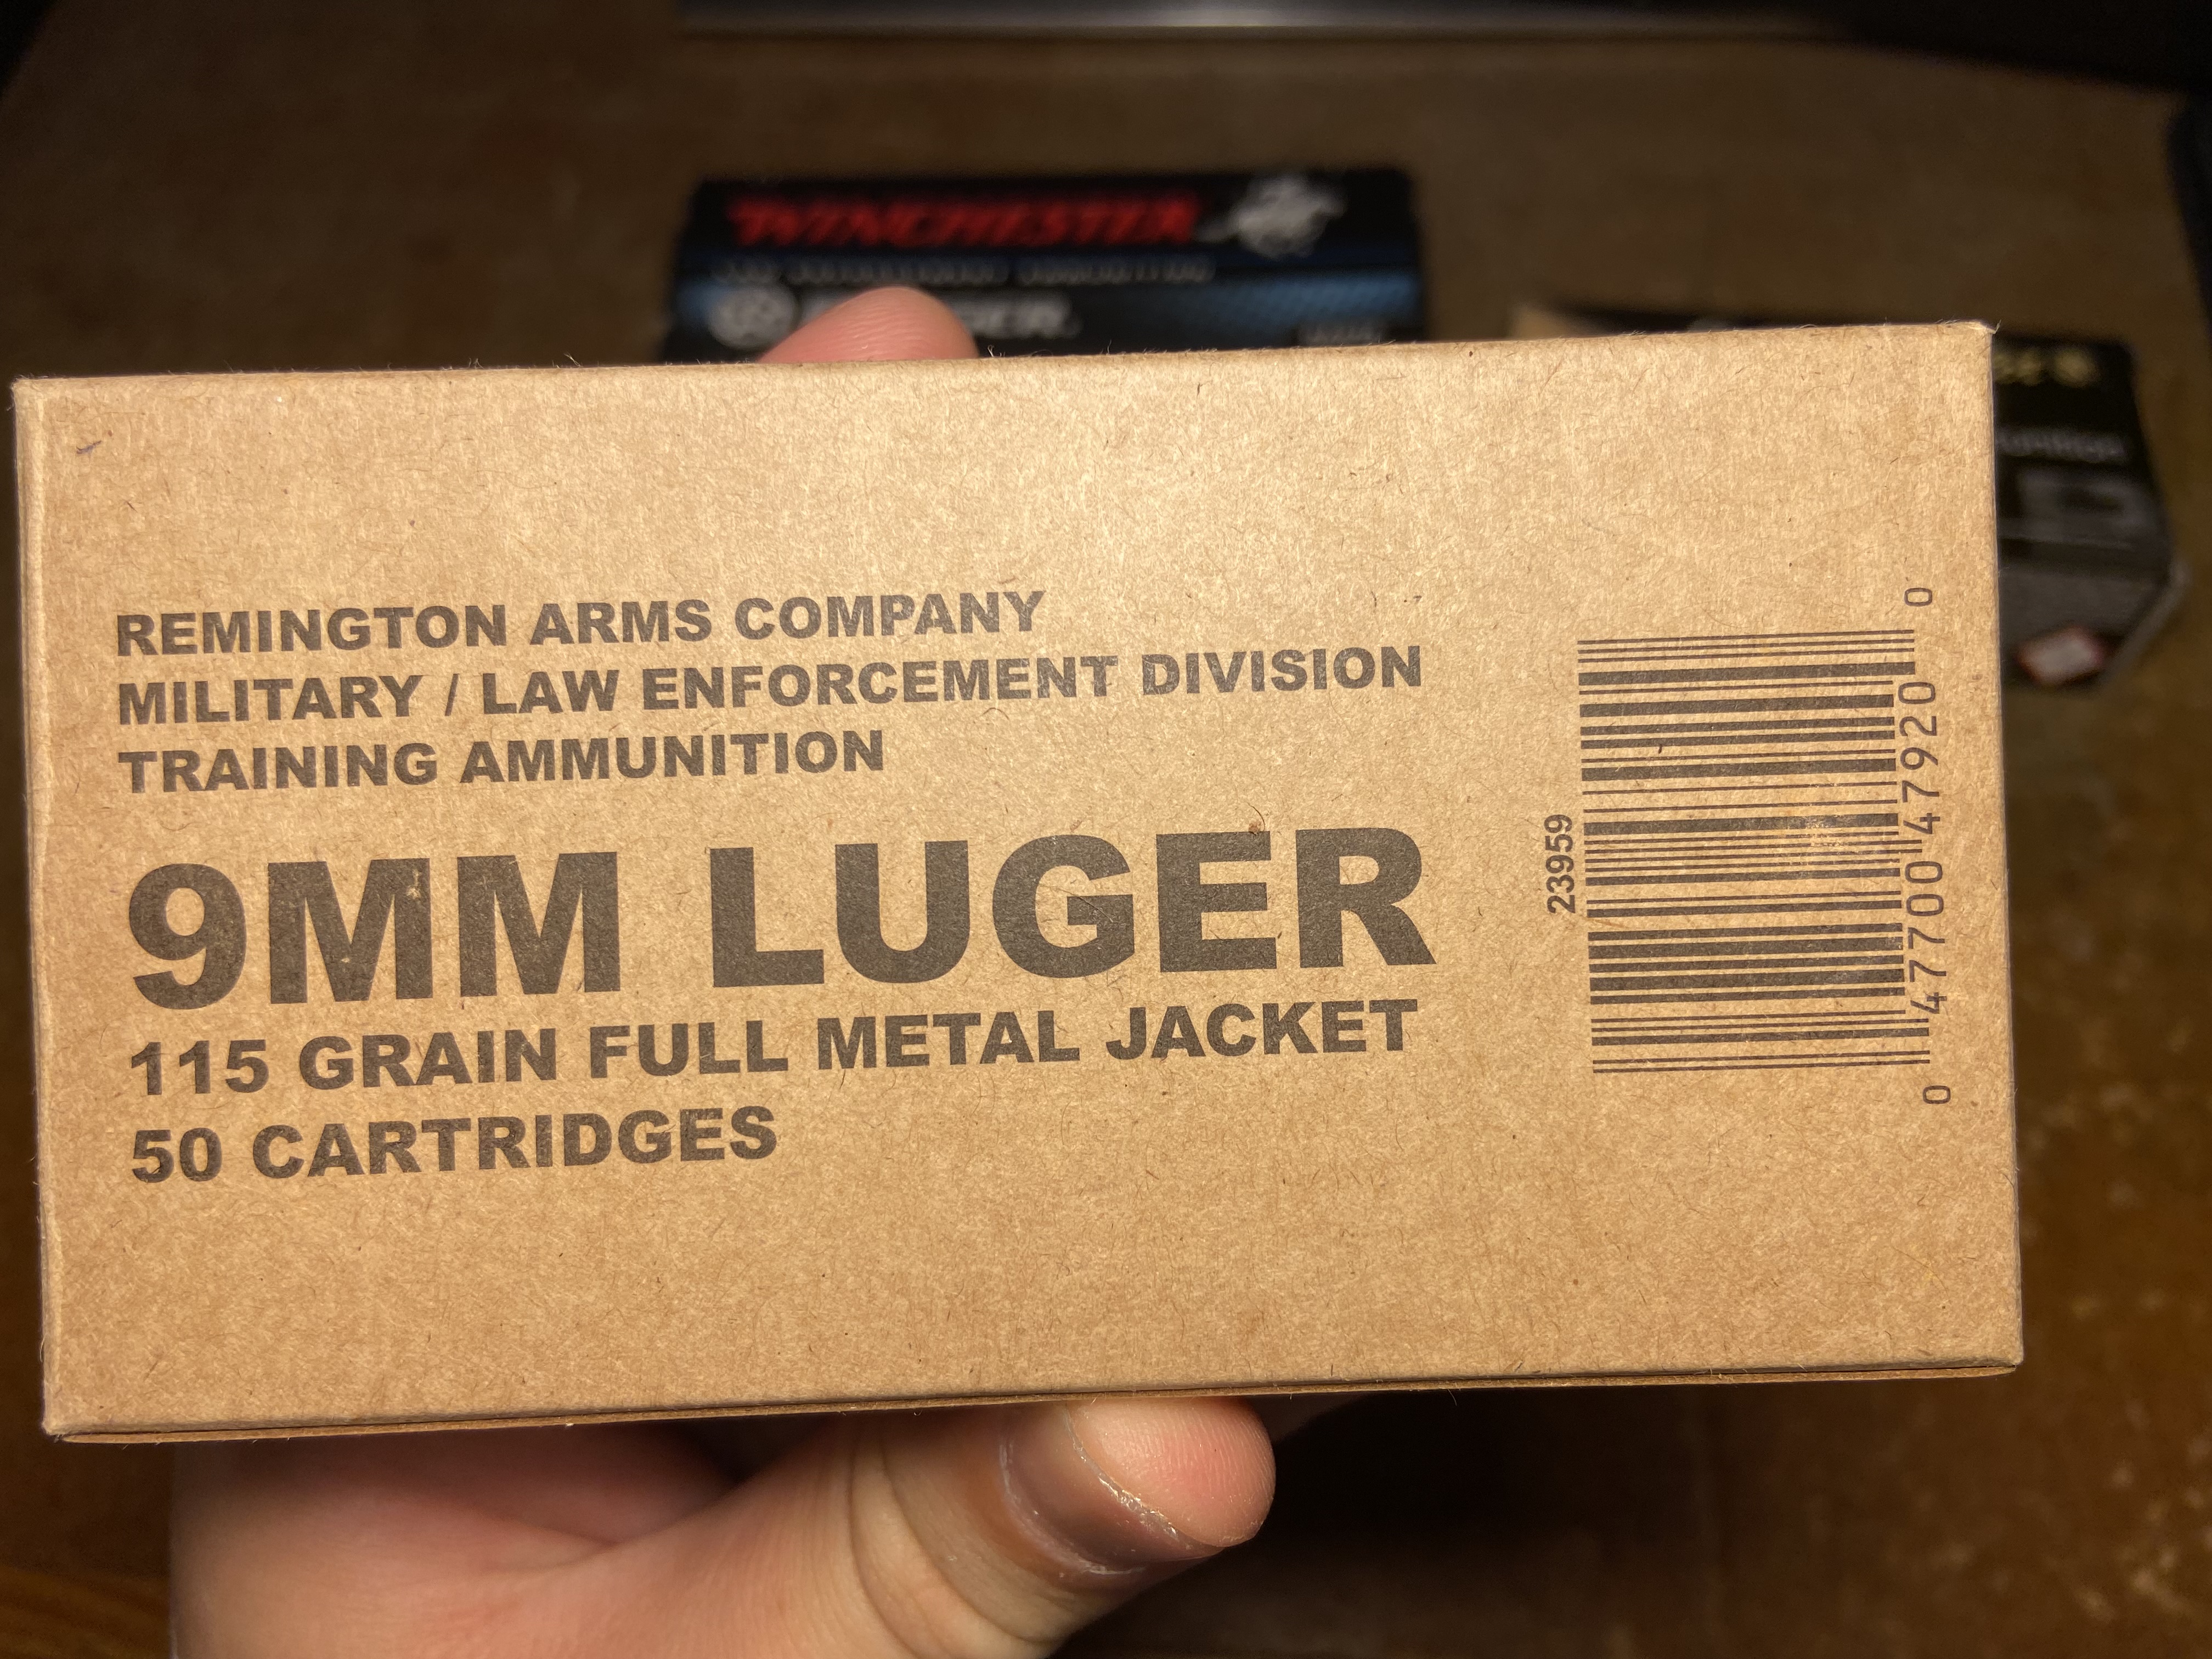 WINCHESTER
REMINGTON ARMS COMPANY
MILITARY / LAW ENFORCEMENT DIVISION
TRAINING AMMUNITION
9MM LUGER
115 GRAIN FULL METAL JACKET
50 CARTRIDGES
23959
0 47700 47920 0